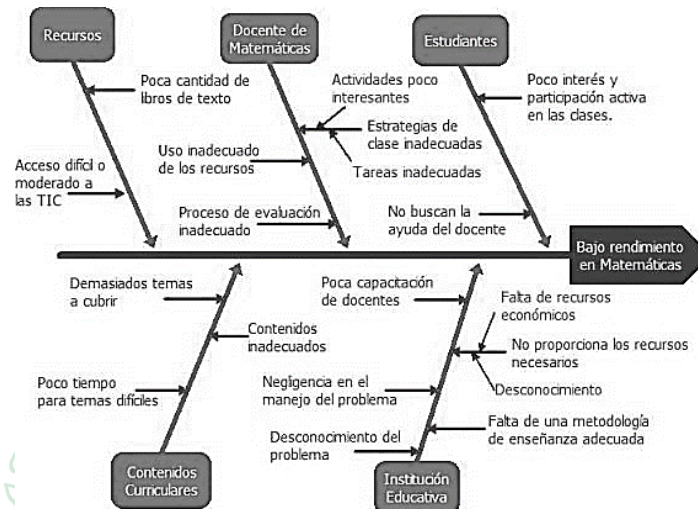 Recursos
Docente de
Matemáticas
Estudiantes
Poca cantidad de
libros de texto
Acceso difícil o
moderado a
las TIC
Actividades poco
interesantes
Estrategias de
clase inadecuadas
Tareas inadecuadas
Uso inadecuado
de los recursos
Proceso de evaluación
inadecuado
Poco interés y
participación activa
en las clases.
No buscan la
ayuda del docente
Bajo rendimiento
en Matemáticas
Demasiados temas
a cubrir
Contenidos
inadecuados
Poco tiempo
para temas difíciles
Contenidos
Curriculares
Poca capacitación
de docentes
Falta de recursos
económicos
No proporciona los recursos
necesarios
Desconocimiento
Negligencia en el
manejo del problema
Falta de una metodología
de enseñanza adecuada
Desconocimiento del
problema
Institución
Educativa